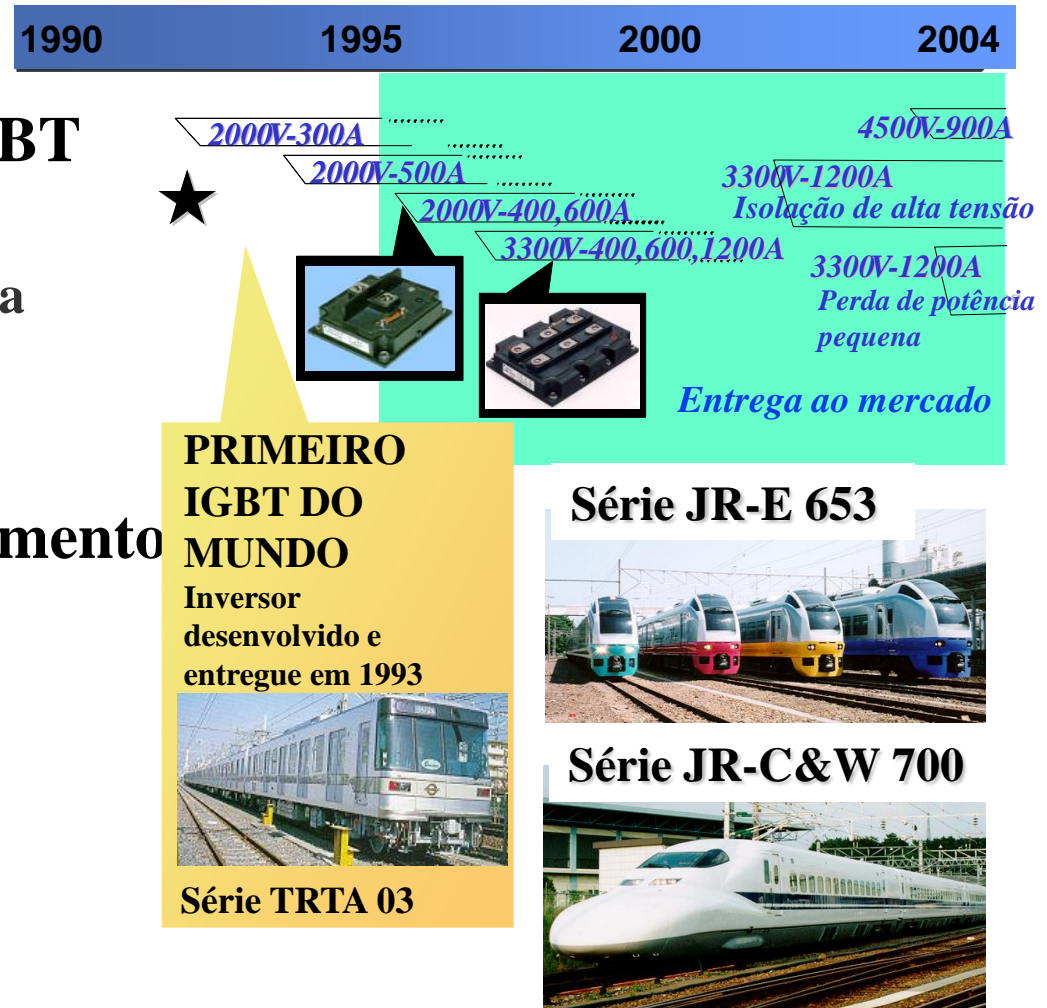 1990 1995 2000 2004
BT
2000V-300A
4500V-900A
2000V-500A
3300V-1200A
2000V-400,600A
Isolação de alta tensão
3300V-400,600,1200A
3300V-1200A
a
Perda de potência
pequena
Entrega ao mercado
PRIMEIRO
IGBT DO
MUNDO
mento
Inversor
desenvolvido e
entregue em 1993
Série TRTA 03
Série JR-E 653
Série JR-C&W 700